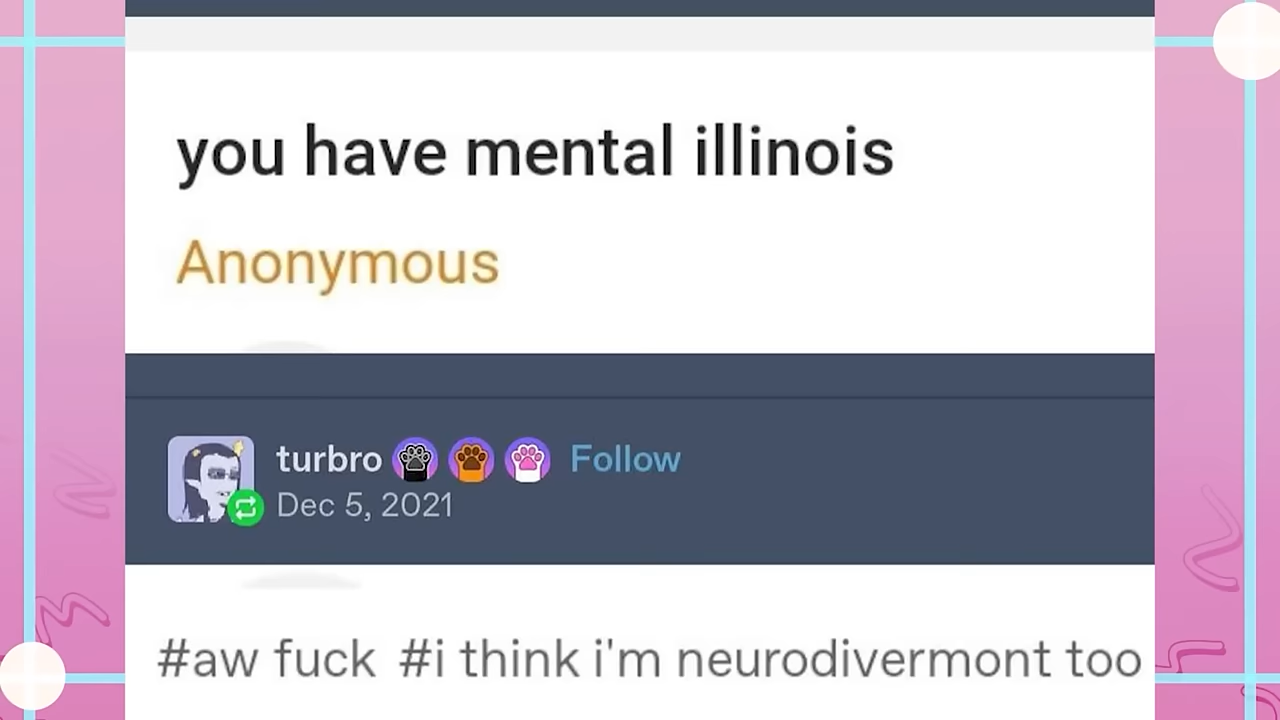 you have mental illinois
Anonymous
turbro Follow
Dec 5, 2021
#aw fuck #i think i'm neurodivermont too